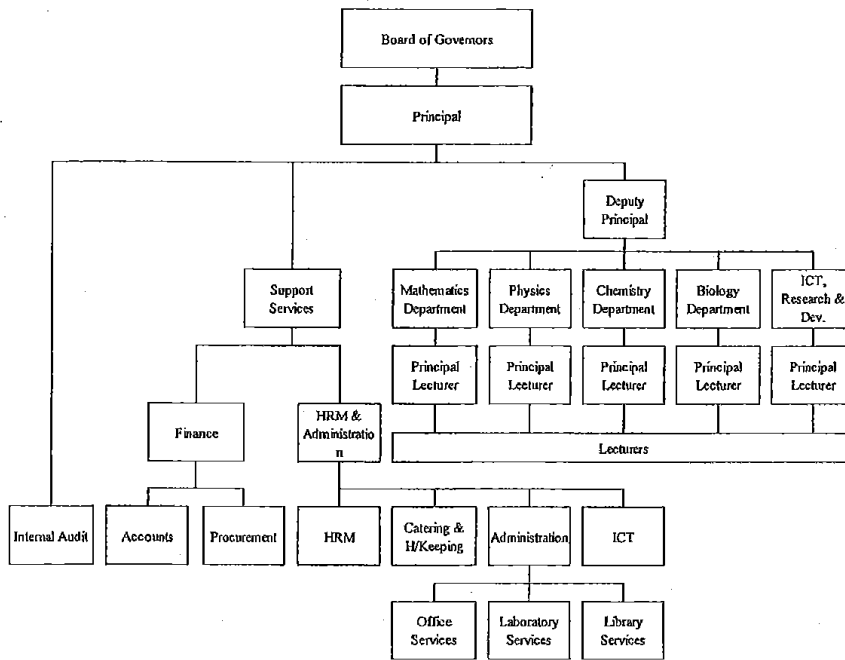 Board of Governors
Principal
Deputy
Principal
Support
Services
Mathematics
Department
Physics
Department
Chemistry
Department
Biology
Department
ICT,
Research &
Dev.
Principal
Lecturer
Principal
Lecturer
Principal
Lecturer
Principal
Lecturer
Principal
Lecturer
Finance
HRM &
Administratio
n
Lecturers
Internal Audit
Accounts
Procurement
HRM
Catering &
H/Keeping
Administration
ICT
Office
Services
Laboratory
Services
Library
Services